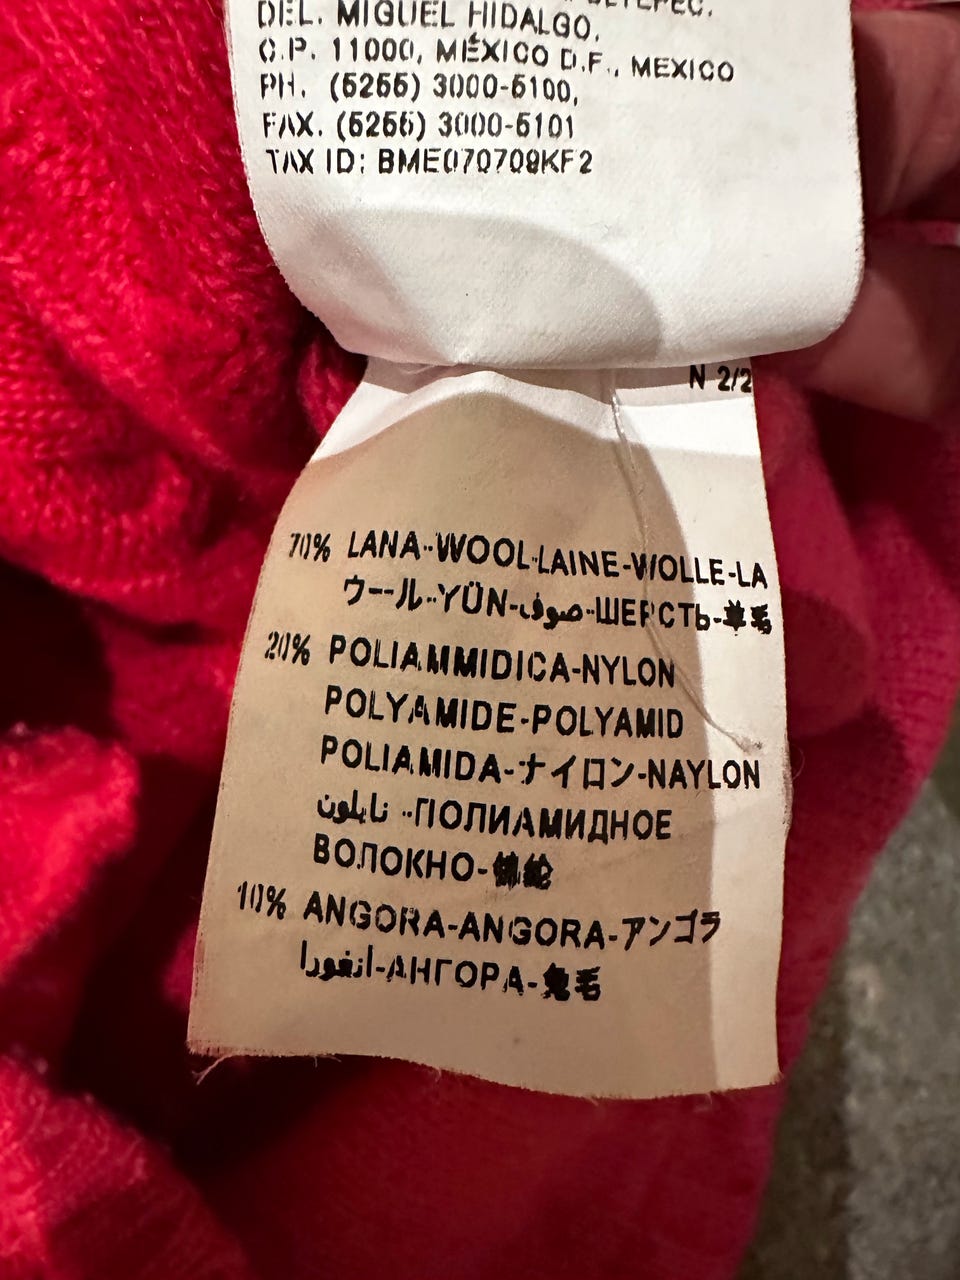 DEL. MIGUEL HIDALGO,
C.P. 11000, MÉXICO D.F., MEXICO
PH. (5255) 3000-5100,
FAX. (5255) 3000-5101
TAX ID: BME070709KF2
N 2/2
70% LANA-WOOL-LAINE-WOLLE-LA
ウール-YÜN-صوف-ШЕРСТЬ-羊毛
20% POLIAMMIDICA-NYLON
POLYAMIDE-POLYAMID
POLIAMIDA-ナイロン-NAYLON
نايلون -ПОЛИАМИДНОЕ
ВОЛОКНО-
10% ANGORA-ANGORA-アンゴラ
انغورا-АНГОРА-兔毛